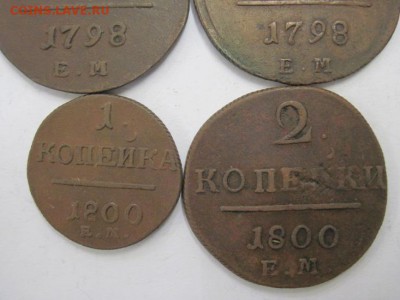 COINS.LAVE.RU
1798
Е.М
1798
Е.М
1
КОПЕЙКА
1800
Е.М.
2
КОПЕЙКИ
1800
Е.М